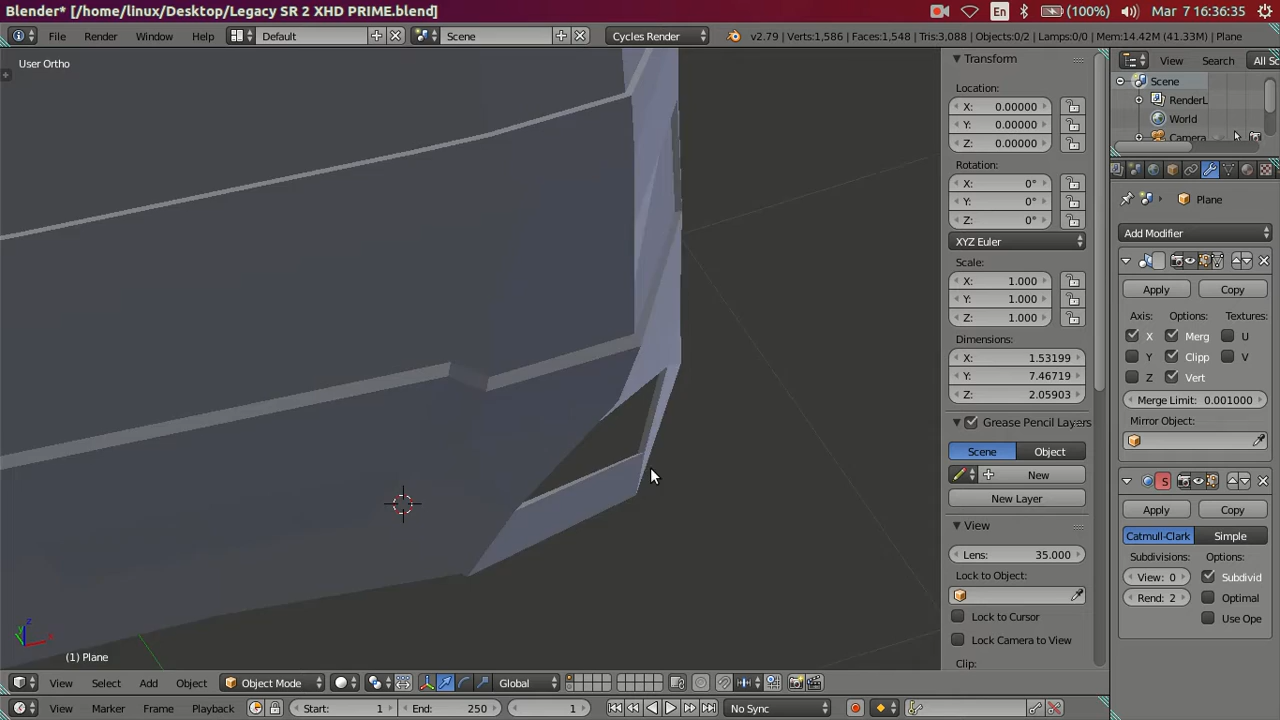 Blender* [/home/linux/Desktop/Legacy SR 2 XHD PRIME.blend]
En (100%) Mar 7 16:36:35
File Render Window Help Default Scene Cycles Render v2.79 | Verts:1,586 | Faces:1,548 | Tris:3,088 | Objects:0/2 | Lamps:0/0 | Mem:14.42M (41.33M) | Plane
User Ortho
Transform
Location:
X: 0.00000
Y: 0.00000
Z: 0.00000
Rotation:
X: 0°
Y: 0°
Z: 0°
XYZ Euler
Scale:
X: 1.000
Y: 1.000
Z: 1.000
Dimensions:
X: 1.53199
Y: 7.46719
Z: 2.05903
Grease Pencil Layers
Scene Object
New
New Layer
View
Lens: 35.000
Lock to Object:
Lock to Cursor
Lock Camera to View
Clip:
View Search All Sc
Scene
RenderL
World
Camera
Plane
Add Modifier
Apply Copy
Axis: Options: Textures:
X Merg U
Y Clipp V
Z Vert
Merge Limit: 0.001000
Mirror Object:
S
Apply Copy
Catmull-Clark Simple
Subdivisions: Options:
View: 0 Subdivid
Rend: 2 Optimal
Use Ope
z
y
x
(1) Plane
View Select Add Object Object Mode Global
View Marker Frame Playback Start: 1 End: 250 1 No Sync